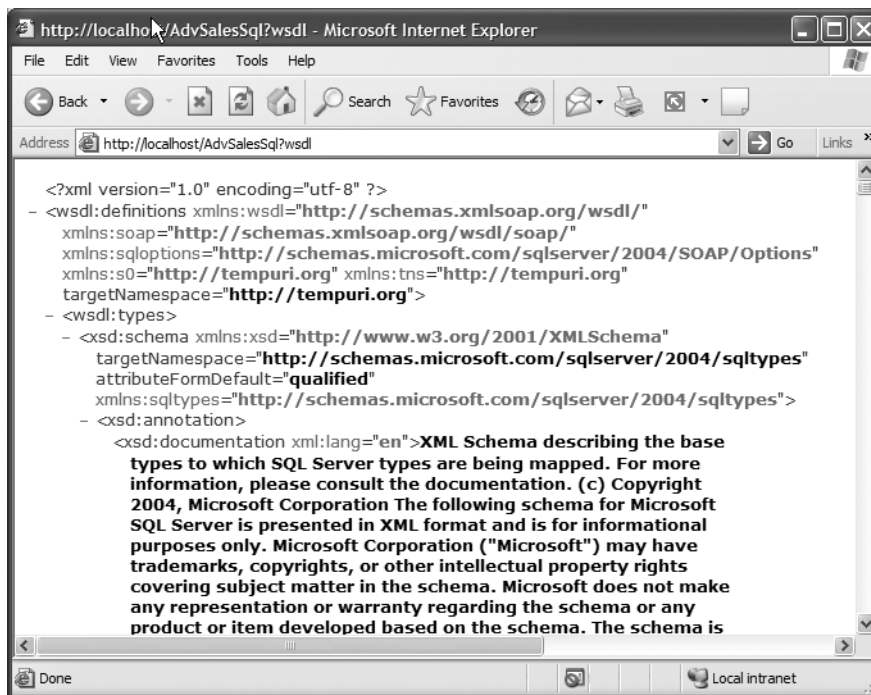 http://localho/AdvSalesSql?wsdl - Microsoft Internet Explorer
File Edit View Favorites Tools Help
Back Search Favorites
Address http://localhost/AdvSalesSql?wsdl Go Links »
<?xml version="1.0" encoding="utf-8" ?>
– <wsdl:definitions xmlns:wsdl="http://schemas.xmlsoap.org/wsdl/"
xmlns:soap="http://schemas.xmlsoap.org/wsdl/soap/"
xmlns:sqloptions="http://schemas.microsoft.com/sqlserver/2004/SOAP/Options"
xmlns:s0="http://tempuri.org" xmlns:tns="http://tempuri.org"
targetNamespace="http://tempuri.org">
– <wsdl:types>
– <xsd:schema xmlns:xsd="http://www.w3.org/2001/XMLSchema"
targetNamespace="http://schemas.microsoft.com/sqlserver/2004/sqltypes"
attributeFormDefault="qualified"
xmlns:sqltypes="http://schemas.microsoft.com/sqlserver/2004/sqltypes">
– <xsd:annotation>
<xsd:documentation xml:lang="en">XML Schema describing the base
types to which SQL Server types are being mapped. For more
information, please consult the documentation. (c) Copyright
2004, Microsoft Corporation The following schema for Microsoft
SQL Server is presented in XML format and is for informational
purposes only. Microsoft Corporation ("Microsoft") may have
trademarks, copyrights, or other intellectual property rights
covering subject matter in the schema. Microsoft does not make
any representation or warranty regarding the schema or any
product or item developed based on the schema. The schema is
Done Local intranet